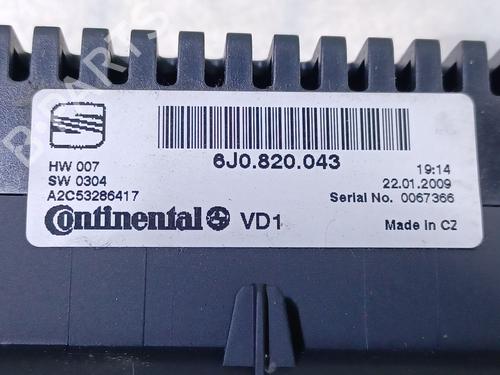 6J0.820.043
HW 007
SW 0304
A2C53286417
19:14
22.01.2009
Serial No. 0067366
Continental VD1
Made in CZ